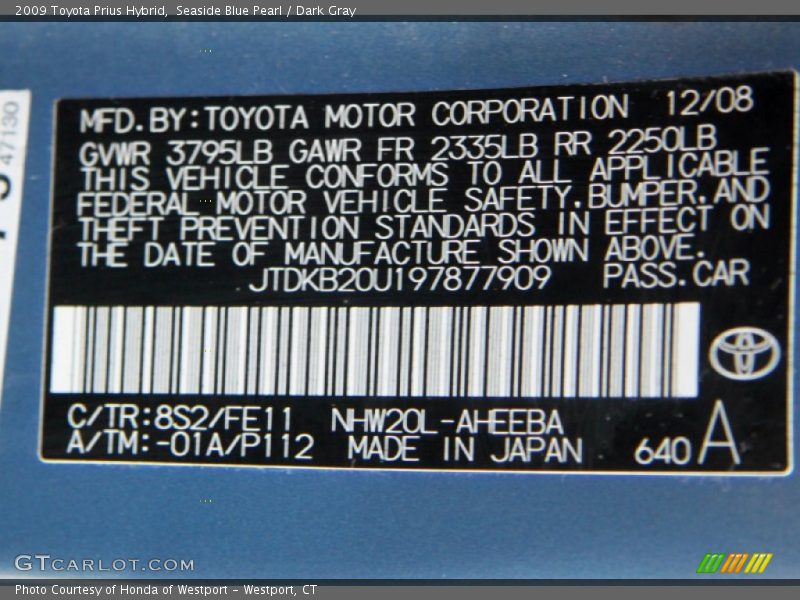 2009 Toyota Prius Hybrid,  Seaside Blue Pearl / Dark Gray
47130
MFD.BY:TOYOTA MOTOR CORPORATION 12/08
GVWR 3795LB GAWR FR 2335LB RR 2250LB
THIS VEHICLE CONFORMS TO ALL APPLICABLE
FEDERAL MOTOR VEHICLE SAFETY,BUMPER,AND
THEFT PREVENTION STANDARDS IN EFFECT ON
THE DATE OF MANUFACTURE SHOWN ABOVE.
JTDKB20U197877909 PASS.CAR
C/TR:8S2/FE11 NHW20L-AHEEBA
A/TM:-01A/P112 MADE IN JAPAN 640 A
GTCARLOT.COM
Photo Courtesy of Honda of Westport - Westport, CT